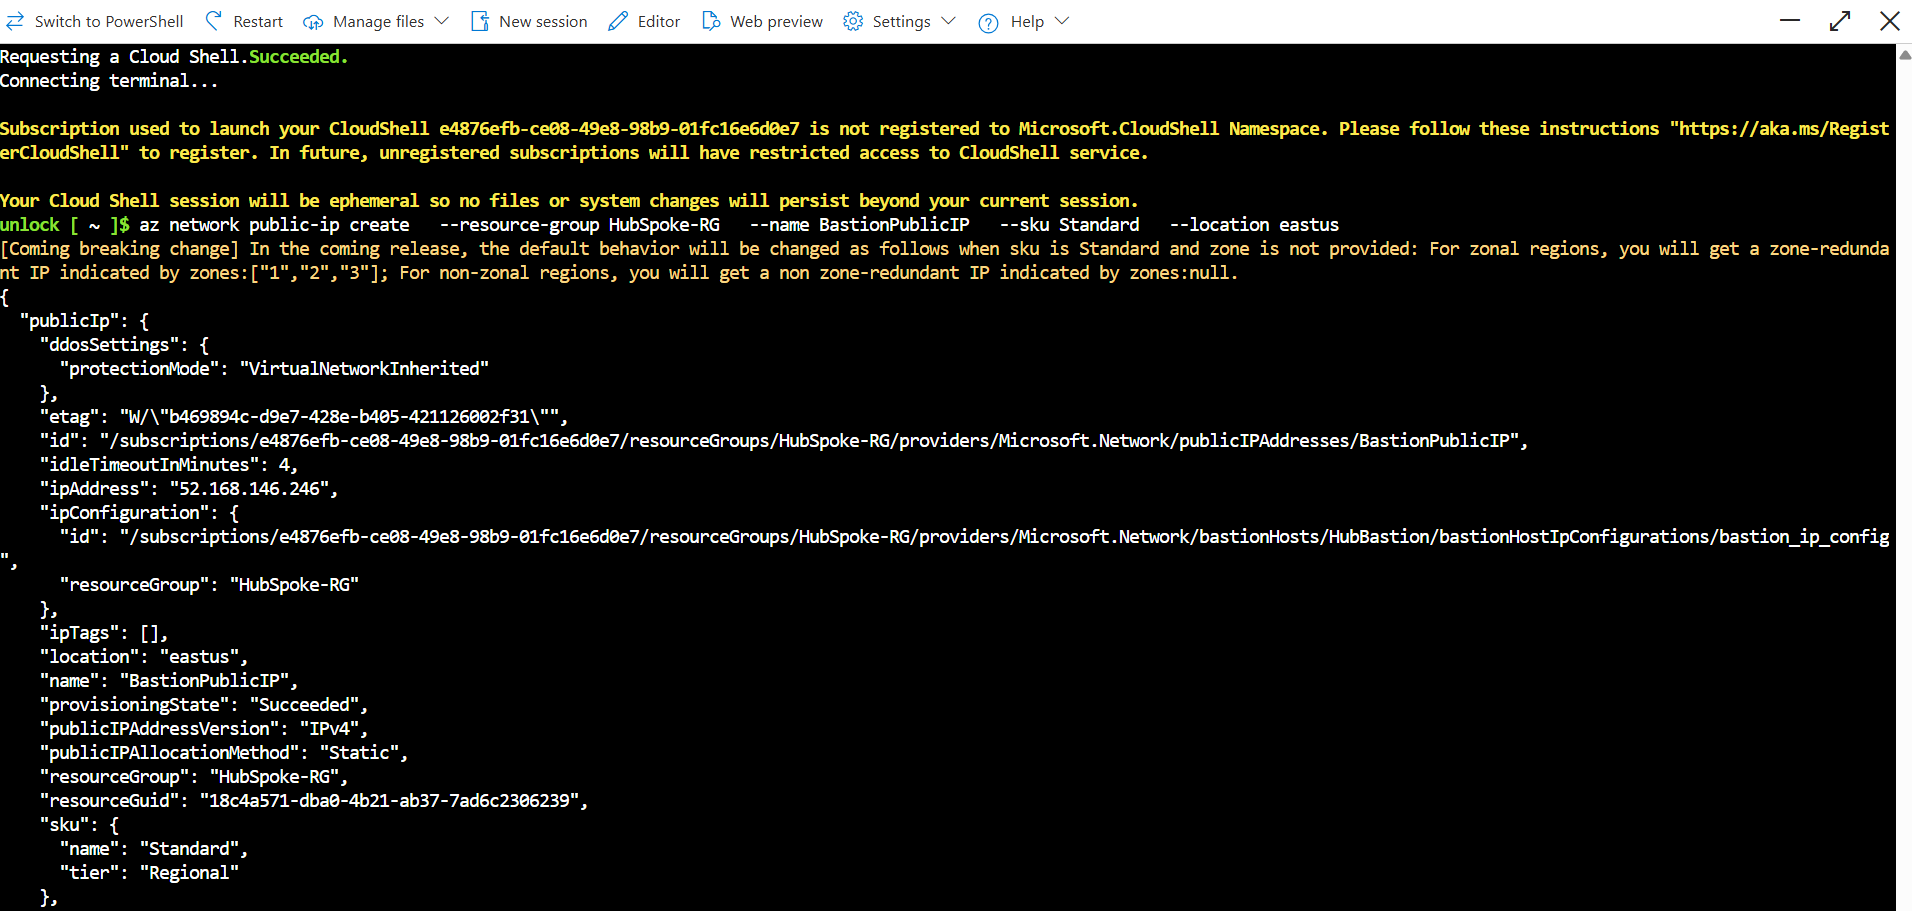 Switch to PowerShell Restart Manage files New session Editor Web preview Settings Help
Requesting a Cloud Shell.Succeeded.
Connecting terminal...
Subscription used to launch your CloudShell e4876efb-ce08-49e8-98b9-01fc16e6d0e7 is not registered to Microsoft.CloudShell Namespace. Please follow these instructions "https://aka.ms/Regist
erCloudShell" to register. In future, unregistered subscriptions will have restricted access to CloudShell service.
Your Cloud Shell session will be ephemeral so no files or system changes will persist beyond your current session.
unlock [ ~ ]$ az network public-ip create   --resource-group HubSpoke-RG   --name BastionPublicIP   --sku Standard   --location eastus
[Coming breaking change] In the coming release, the default behavior will be changed as follows when sku is Standard and zone is not provided: For zonal regions, you will get a zone-redunda
nt IP indicated by zones:["1","2","3"]; For non-zonal regions, you will get a non zone-redundant IP indicated by zones:null.
{
  "publicIp": {
    "ddosSettings": {
      "protectionMode": "VirtualNetworkInherited"
    },
    "etag": "W/\"b469894c-d9e7-428e-b405-421126002f31\"",
    "id": "/subscriptions/e4876efb-ce08-49e8-98b9-01fc16e6d0e7/resourceGroups/HubSpoke-RG/providers/Microsoft.Network/publicIPAddresses/BastionPublicIP",
    "idleTimeoutInMinutes": 4,
    "ipAddress": "52.168.146.246",
    "ipConfiguration": {
      "id": "/subscriptions/e4876efb-ce08-49e8-98b9-01fc16e6d0e7/resourceGroups/HubSpoke-RG/providers/Microsoft.Network/bastionHosts/HubBastion/bastionHostIpConfigurations/bastion_ip_config
",
      "resourceGroup": "HubSpoke-RG"
    },
    "ipTags": [],
    "location": "eastus",
    "name": "BastionPublicIP",
    "provisioningState": "Succeeded",
    "publicIPAddressVersion": "IPv4",
    "publicIPAllocationMethod": "Static",
    "resourceGroup": "HubSpoke-RG",
    "resourceGuid": "18c4a571-dba0-4b21-ab37-7ad6c2306239",
    "sku": {
      "name": "Standard",
      "tier": "Regional"
    },